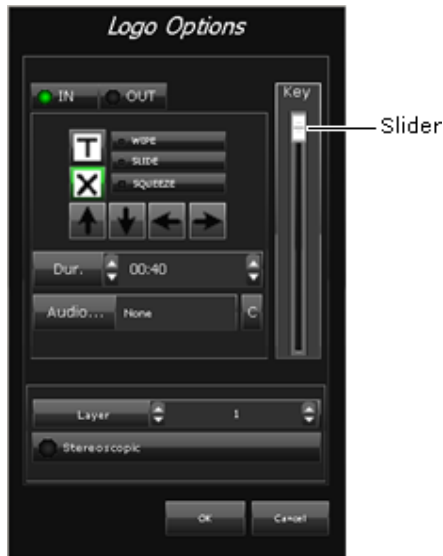 Logo Options
IN OUT Key
Slider
T WIPE
SLIDE
X SQUEEZE
Dur. 00:40
Audio... None C
Layer 1
Stereoscopic
OK Cancel